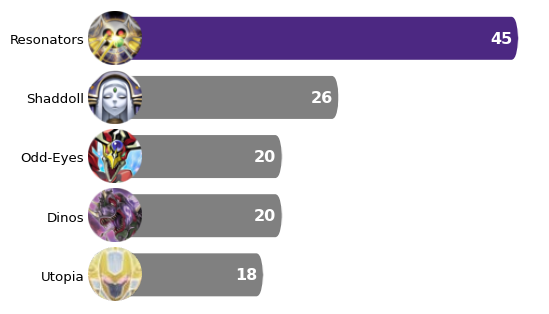 Resonators 45
Shaddoll 26
Odd-Eyes 20
Dinos 20
Utopia 18